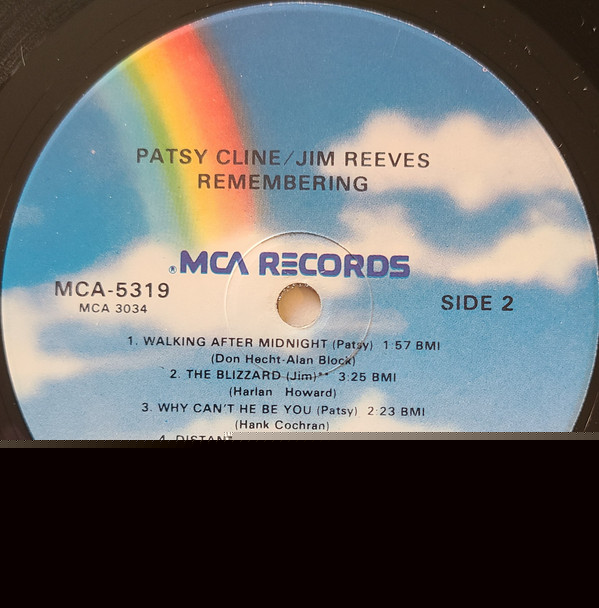 PATSY CLINE/JIM REEVES
REMEMBERING
®MCA RECORDS
MCA-5319
MCA 3034
SIDE 2
1. WALKING AFTER MIDNIGHT (Patsy) 1:57 BMI
(Don Hecht-Alan Block)
2. THE BLIZZARD (Jim)** 3:25 BMI
(Harlan Howard)
3. WHY CAN'T HE BE YOU (Patsy) 2:23 BMI
(Hank Cochran)
4. DISTANT